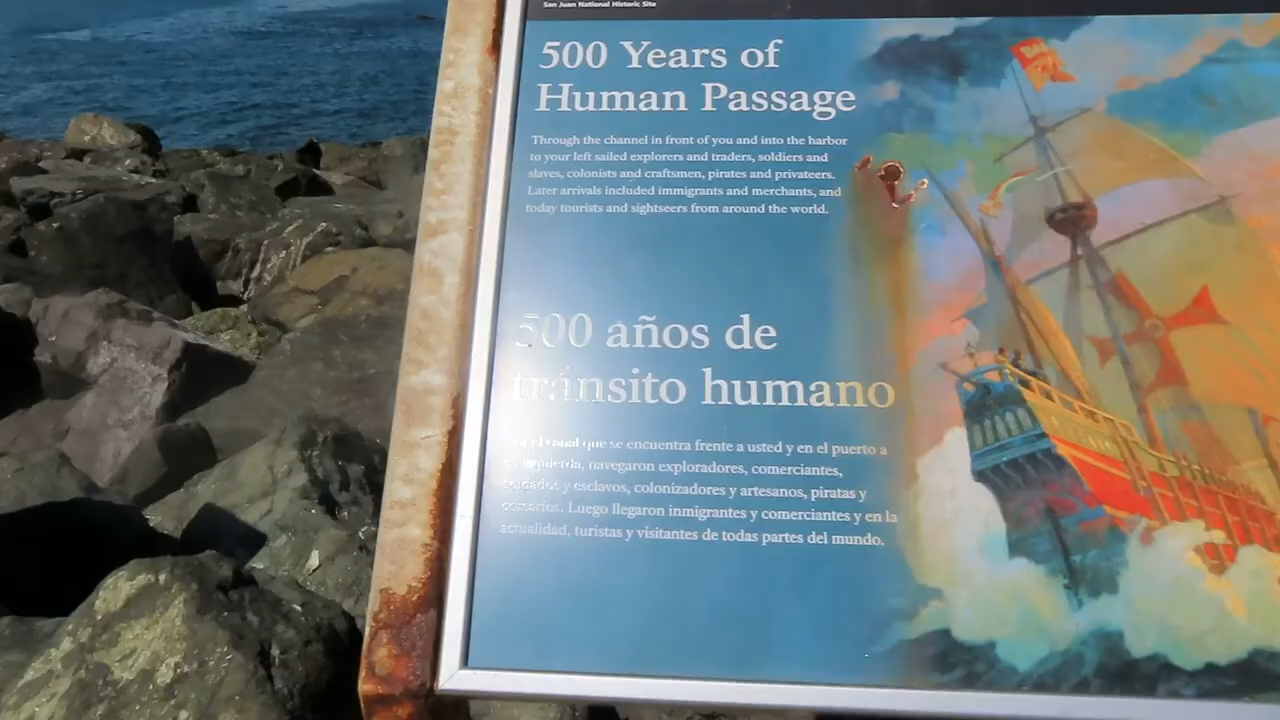 San Juan National Historic Site
500 Years of
Human Passage
Through the channel in front of you and into the harbor
to your left sailed explorers and traders, soldiers and
slaves, colonists and craftsmen, pirates and privateers.
Later arrivals included immigrants and merchants, and
today tourists and sightseers from around the world.
500 años de
tránsito humano
el canal que se encuentra frente a usted y en el puerto a
izquierda, navegaron exploradores, comerciantes,
soldados y esclavos, colonizadores y artesanos, piratas y
corsarios. Luego llegaron inmigrantes y comerciantes y en la
actualidad, turistas y visitantes de todas partes del mundo.